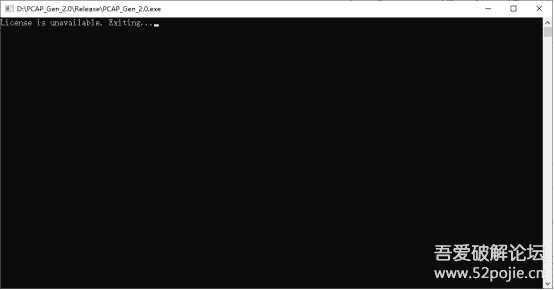 D:\PCAP_Gen_2.0\Release\PCAP_Gen_2.0.exe
License is unavailable. Exiting...
吾爱破解论坛
www.52pojie.cn